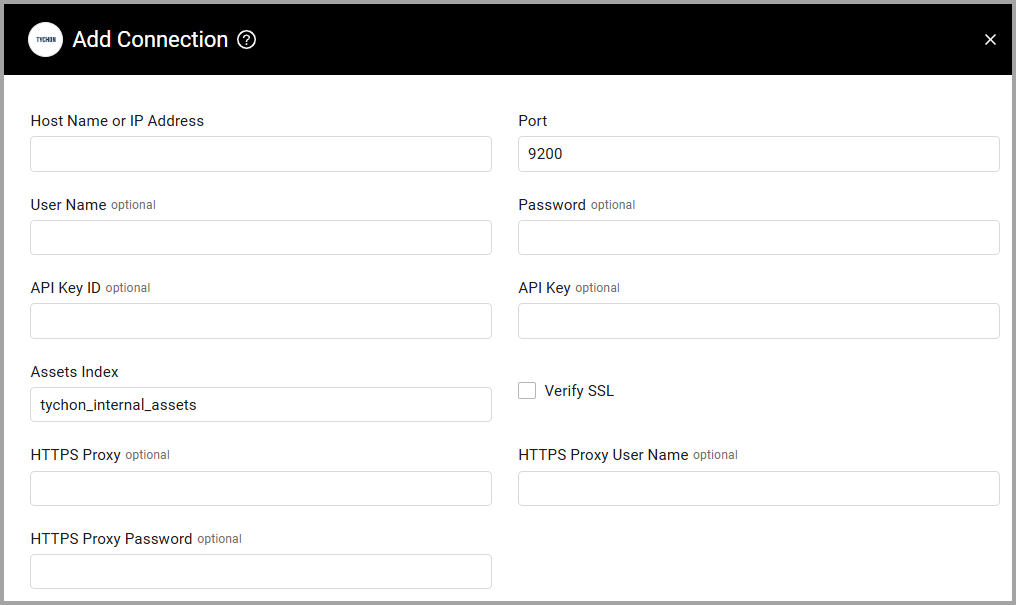 TYCHON Add Connection ?
Host Name or IP Address Port
9200
User Name optional Password optional
API Key ID optional API Key optional
Assets Index
tychon_internal_assets
Verify SSL
HTTPS Proxy optional HTTPS Proxy User Name optional
HTTPS Proxy Password optional